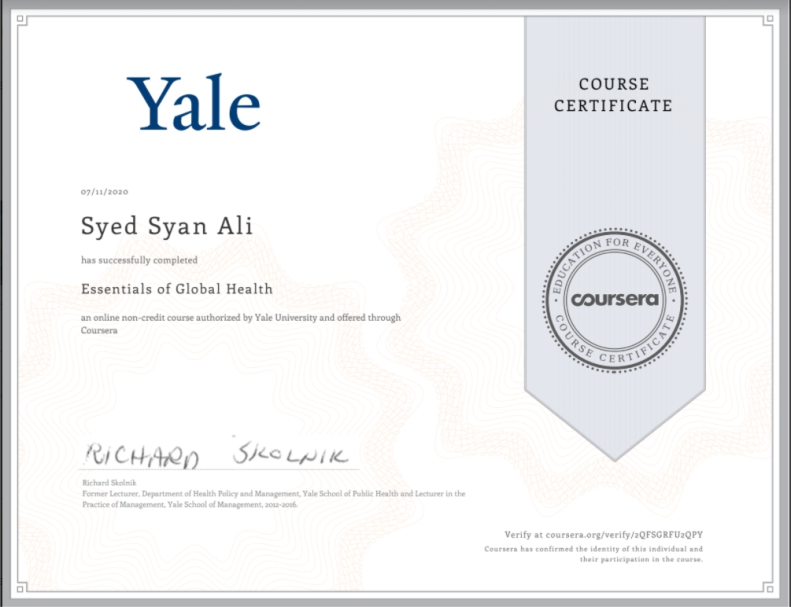 Yale
COURSE
CERTIFICATE
07/11/2020
Syed Syan Ali
has successfully completed
Essentials of Global Health
an online non-credit course authorized by Yale University and offered through
Coursera
EDUCATION FOR EVERYONE
coursera
COURSE CERTIFICATE
RICHARD SKOLNIK
Richard Skolnik
Former Lecturer, Department of Health Policy and Management, Yale School of Public Health and Lecturer in the
Practice of Management, Yale School of Management, 2012-2016.
Verify at coursera.org/verify/2QFSGRFU2QPY
Coursera has confirmed the identity of this individual and
their participation in the course.